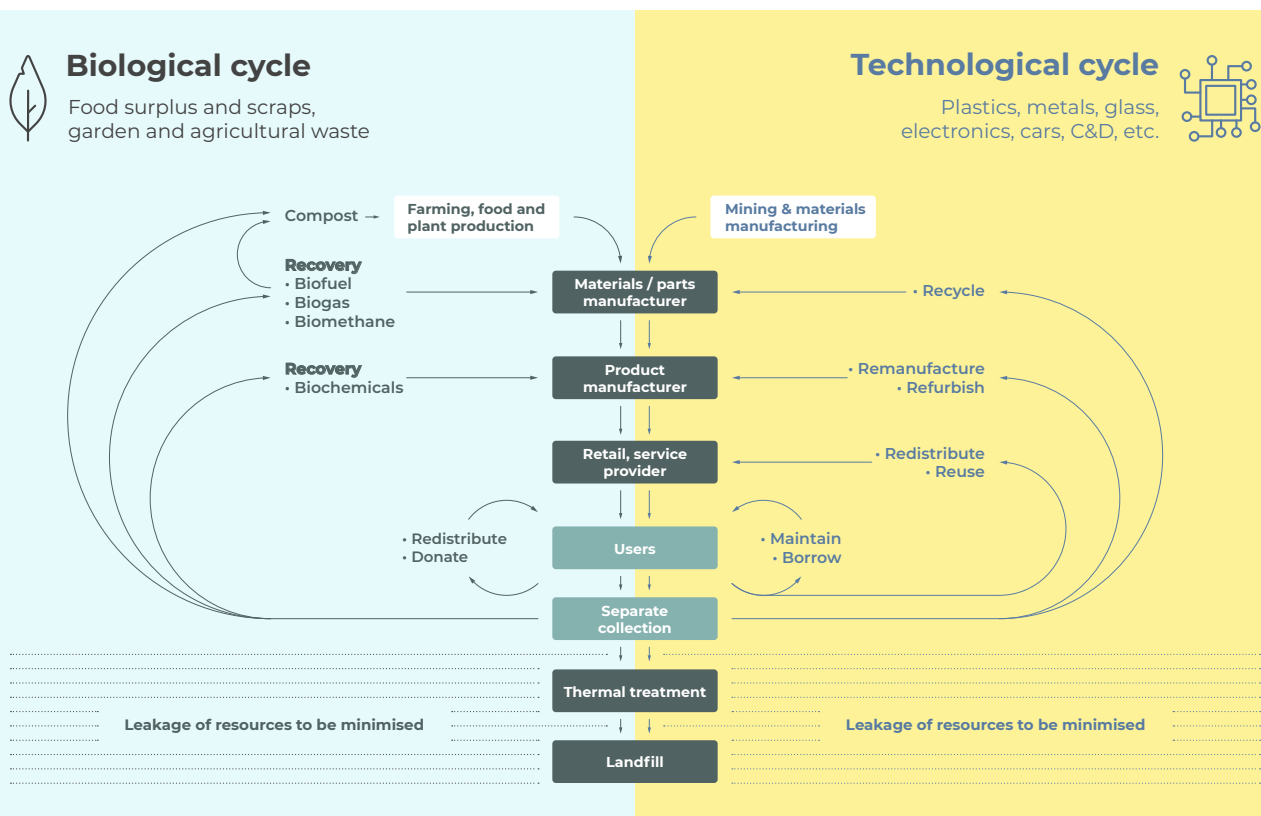 Biological cycle
Food surplus and scraps,
garden and agricultural waste
Technological cycle
Plastics, metals, glass,
electronics, cars, C&D, etc.
Compost
Farming, food and
plant production
Mining & materials
manufacturing
Recovery
• Biofuel
• Biogas
• Biomethane
Materials / parts
manufacturer
• Recycle
Recovery
• Biochemicals
Product
manufacturer
• Remanufacture
• Refurbish
Retail, service
provider
• Redistribute
• Reuse
• Redistribute
• Donate
Users
• Maintain
• Borrow
Separate
collection
Thermal treatment
Leakage of resources to be minimised
Leakage of resources to be minimised
Landfill